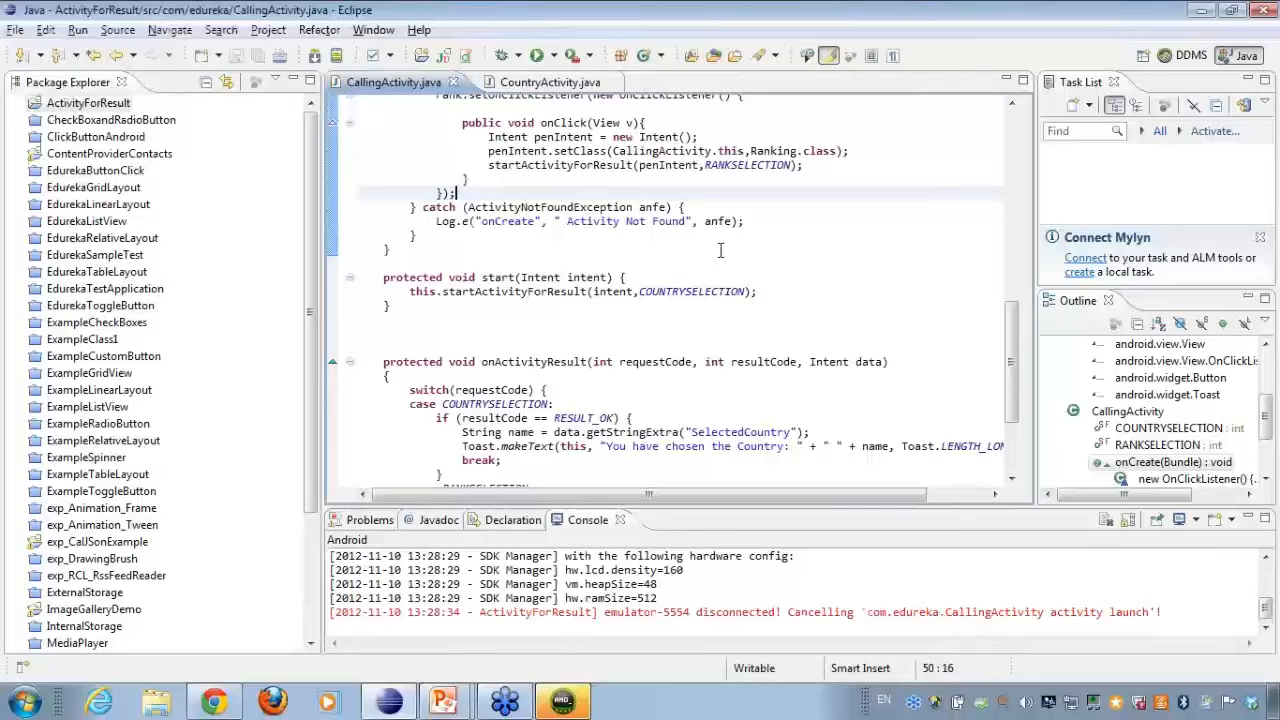 Java - ActivityForResult/src/com/edureka/CallingActivity.java - Eclipse
File Edit Run Source Navigate Search Project Refactor Window Help
DDMS Java
Package Explorer
ActivityForResult
CheckBoxandRadioButton
ClickButtonAndroid
ContentProviderContacts
EdurekaButtonClick
EdurekaGridLayout
EdurekaLinearLayout
EdurekaListView
EdurekaRelativeLayout
EdurekaSampleTest
EdurekaTableLayout
EdurekaTestApplication
EdurekaToggleButton
ExampleCheckBoxes
ExampleClass1
ExampleCustomButton
ExampleGridView
ExampleLinearLayout
ExampleListView
ExampleRadioButton
ExampleRelativeLayout
ExampleSpinner
ExampleTableLayout
ExampleToggleButton
exp_Animation_Frame
exp_Animation_Tween
exp_CalJSonExample
exp_DrawingBrush
exp_RCL_RssFeedReader
ExternalStorage
ImageGalleryDemo
InternalStorage
MediaPlayer
CallingActivity.java CountryActivity.java
rank.setOnClickListener(new OnClickListener() {
public void onClick(View v){
Intent penIntent = new Intent();
penIntent.setClass(CallingActivity.this,Ranking.class);
startActivityForResult(penIntent,RANKSELECTION);
}
});
} catch (ActivityNotFoundException anfe) {
Log.e("onCreate", " Activity Not Found", anfe);
}
}
protected void start(Intent intent) {
this.startActivityForResult(intent,COUNTRYSELECTION);
}
protected void onActivityResult(int requestCode, int resultCode, Intent data)
{
switch(requestCode) {
case COUNTRYSELECTION:
if (resultCode == RESULT_OK) {
String name = data.getStringExtra("SelectedCountry");
Toast.makeText(this, "You have chosen the Country: " + " " + name, Toast.LENGTH_LON
break;
}
RANKSELECTION
Task List
Find All Activate...
Connect Mylyn
Connect to your task and ALM tools or
create a local task.
Outline
android.view.View
android.view.View.OnClickLis
android.widget.Button
android.widget.Toast
CallingActivity
COUNTRYSELECTION : int
RANKSELECTION : int
onCreate(Bundle) : void
new OnClickListener() {..
Problems @ Javadoc Declaration Console
Android
[2012-11-10 13:28:29 - SDK Manager] with the following hardware config:
[2012-11-10 13:28:29 - SDK Manager] hw.lcd.density=160
[2012-11-10 13:28:29 - SDK Manager] vm.heapSize=48
[2012-11-10 13:28:29 - SDK Manager] hw.ramSize=512
[2012-11-10 13:28:34 - ActivityForResult] emulator-5554 disconnected! Cancelling 'com.edureka.CallingActivity activity launch'!
Writable Smart Insert 50 : 16
EN